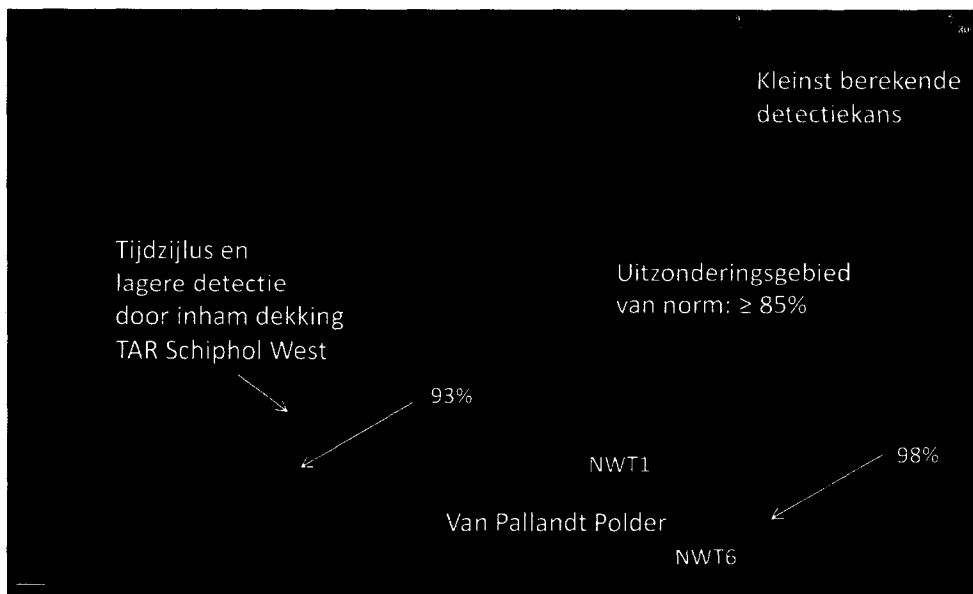 Kleinst berekende
detectiekans
Tijdzijlus en
lagere detectie
door inham dekking
TAR Schiphol West
Uitzonderingsgebied
van norm: ≥ 85%
93%
NWT1
98%
Van Pallandt Polder
NWT6